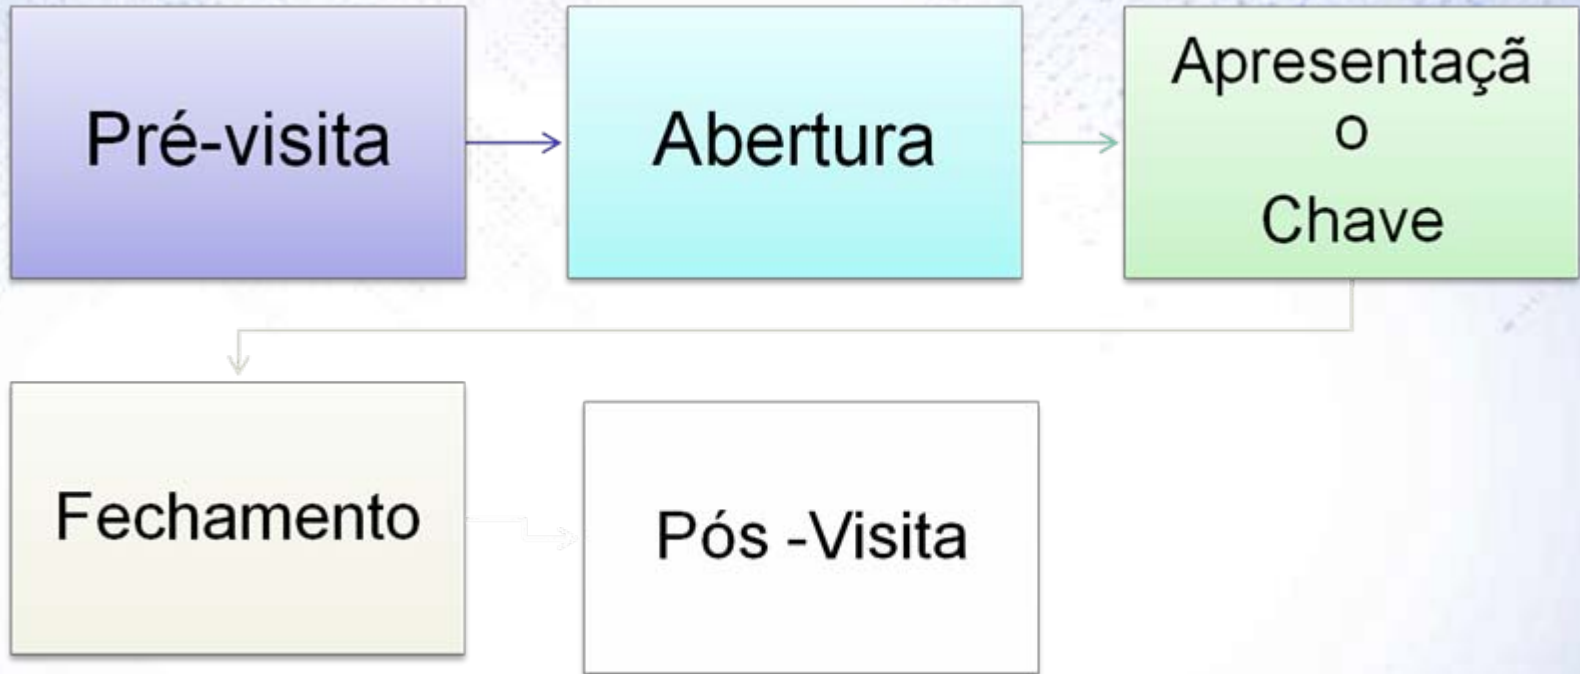 Pré-visita
Abertura
Apresentaçã
o
Chave
Fechamento
Pós -Visita